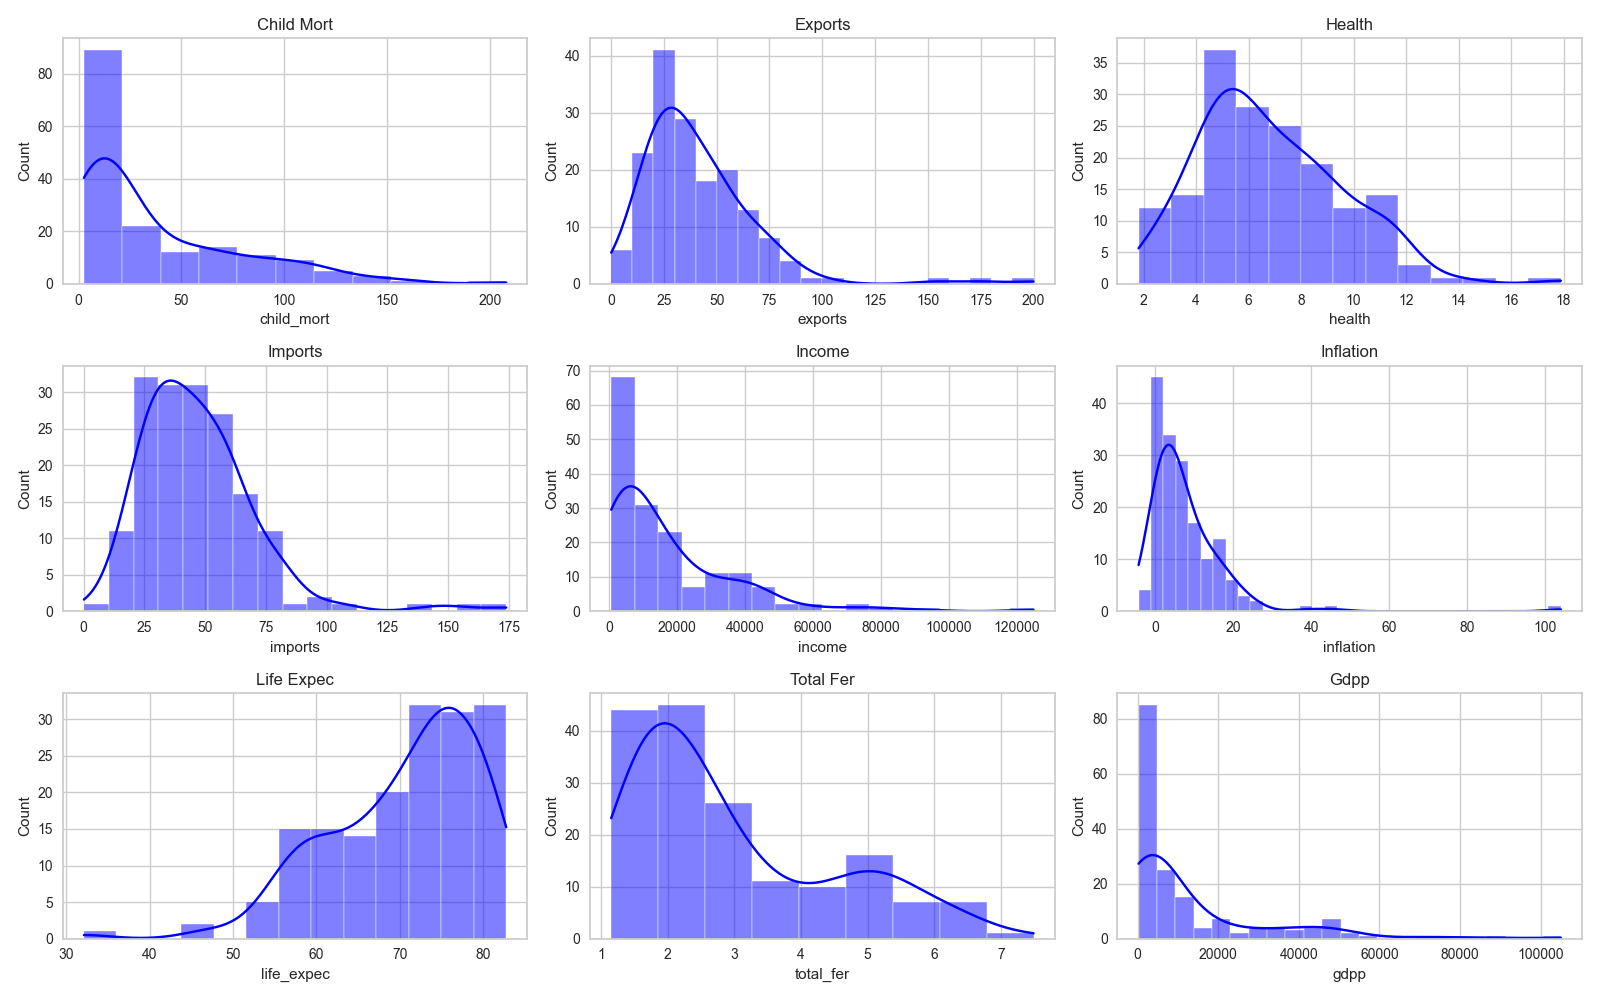 Child Mort
Count
80
60
40
20
0
0 50 100 150 200
child_mort
Exports
Count
40
30
20
10
0
0 25 50 75 100 125 150 175 200
exports
Health
Count
35
30
25
20
15
10
5
0
2 4 6 8 10 12 14 16 18
health
Imports
Count
30
25
20
15
10
5
0
0 25 50 75 100 125 150 175
imports
Income
Count
70
60
50
40
30
20
10
0
0 20000 40000 60000 80000 100000 120000
income
Inflation
Count
40
30
20
10
0
0 20 40 60 80 100
inflation
Life Expec
Count
30
25
20
15
10
5
0
30 40 50 60 70 80
life_expec
Total Fer
Count
40
30
20
10
0
1 2 3 4 5 6 7
total_fer
Gdpp
Count
80
60
40
20
0
0 20000 40000 60000 80000 100000
gdpp